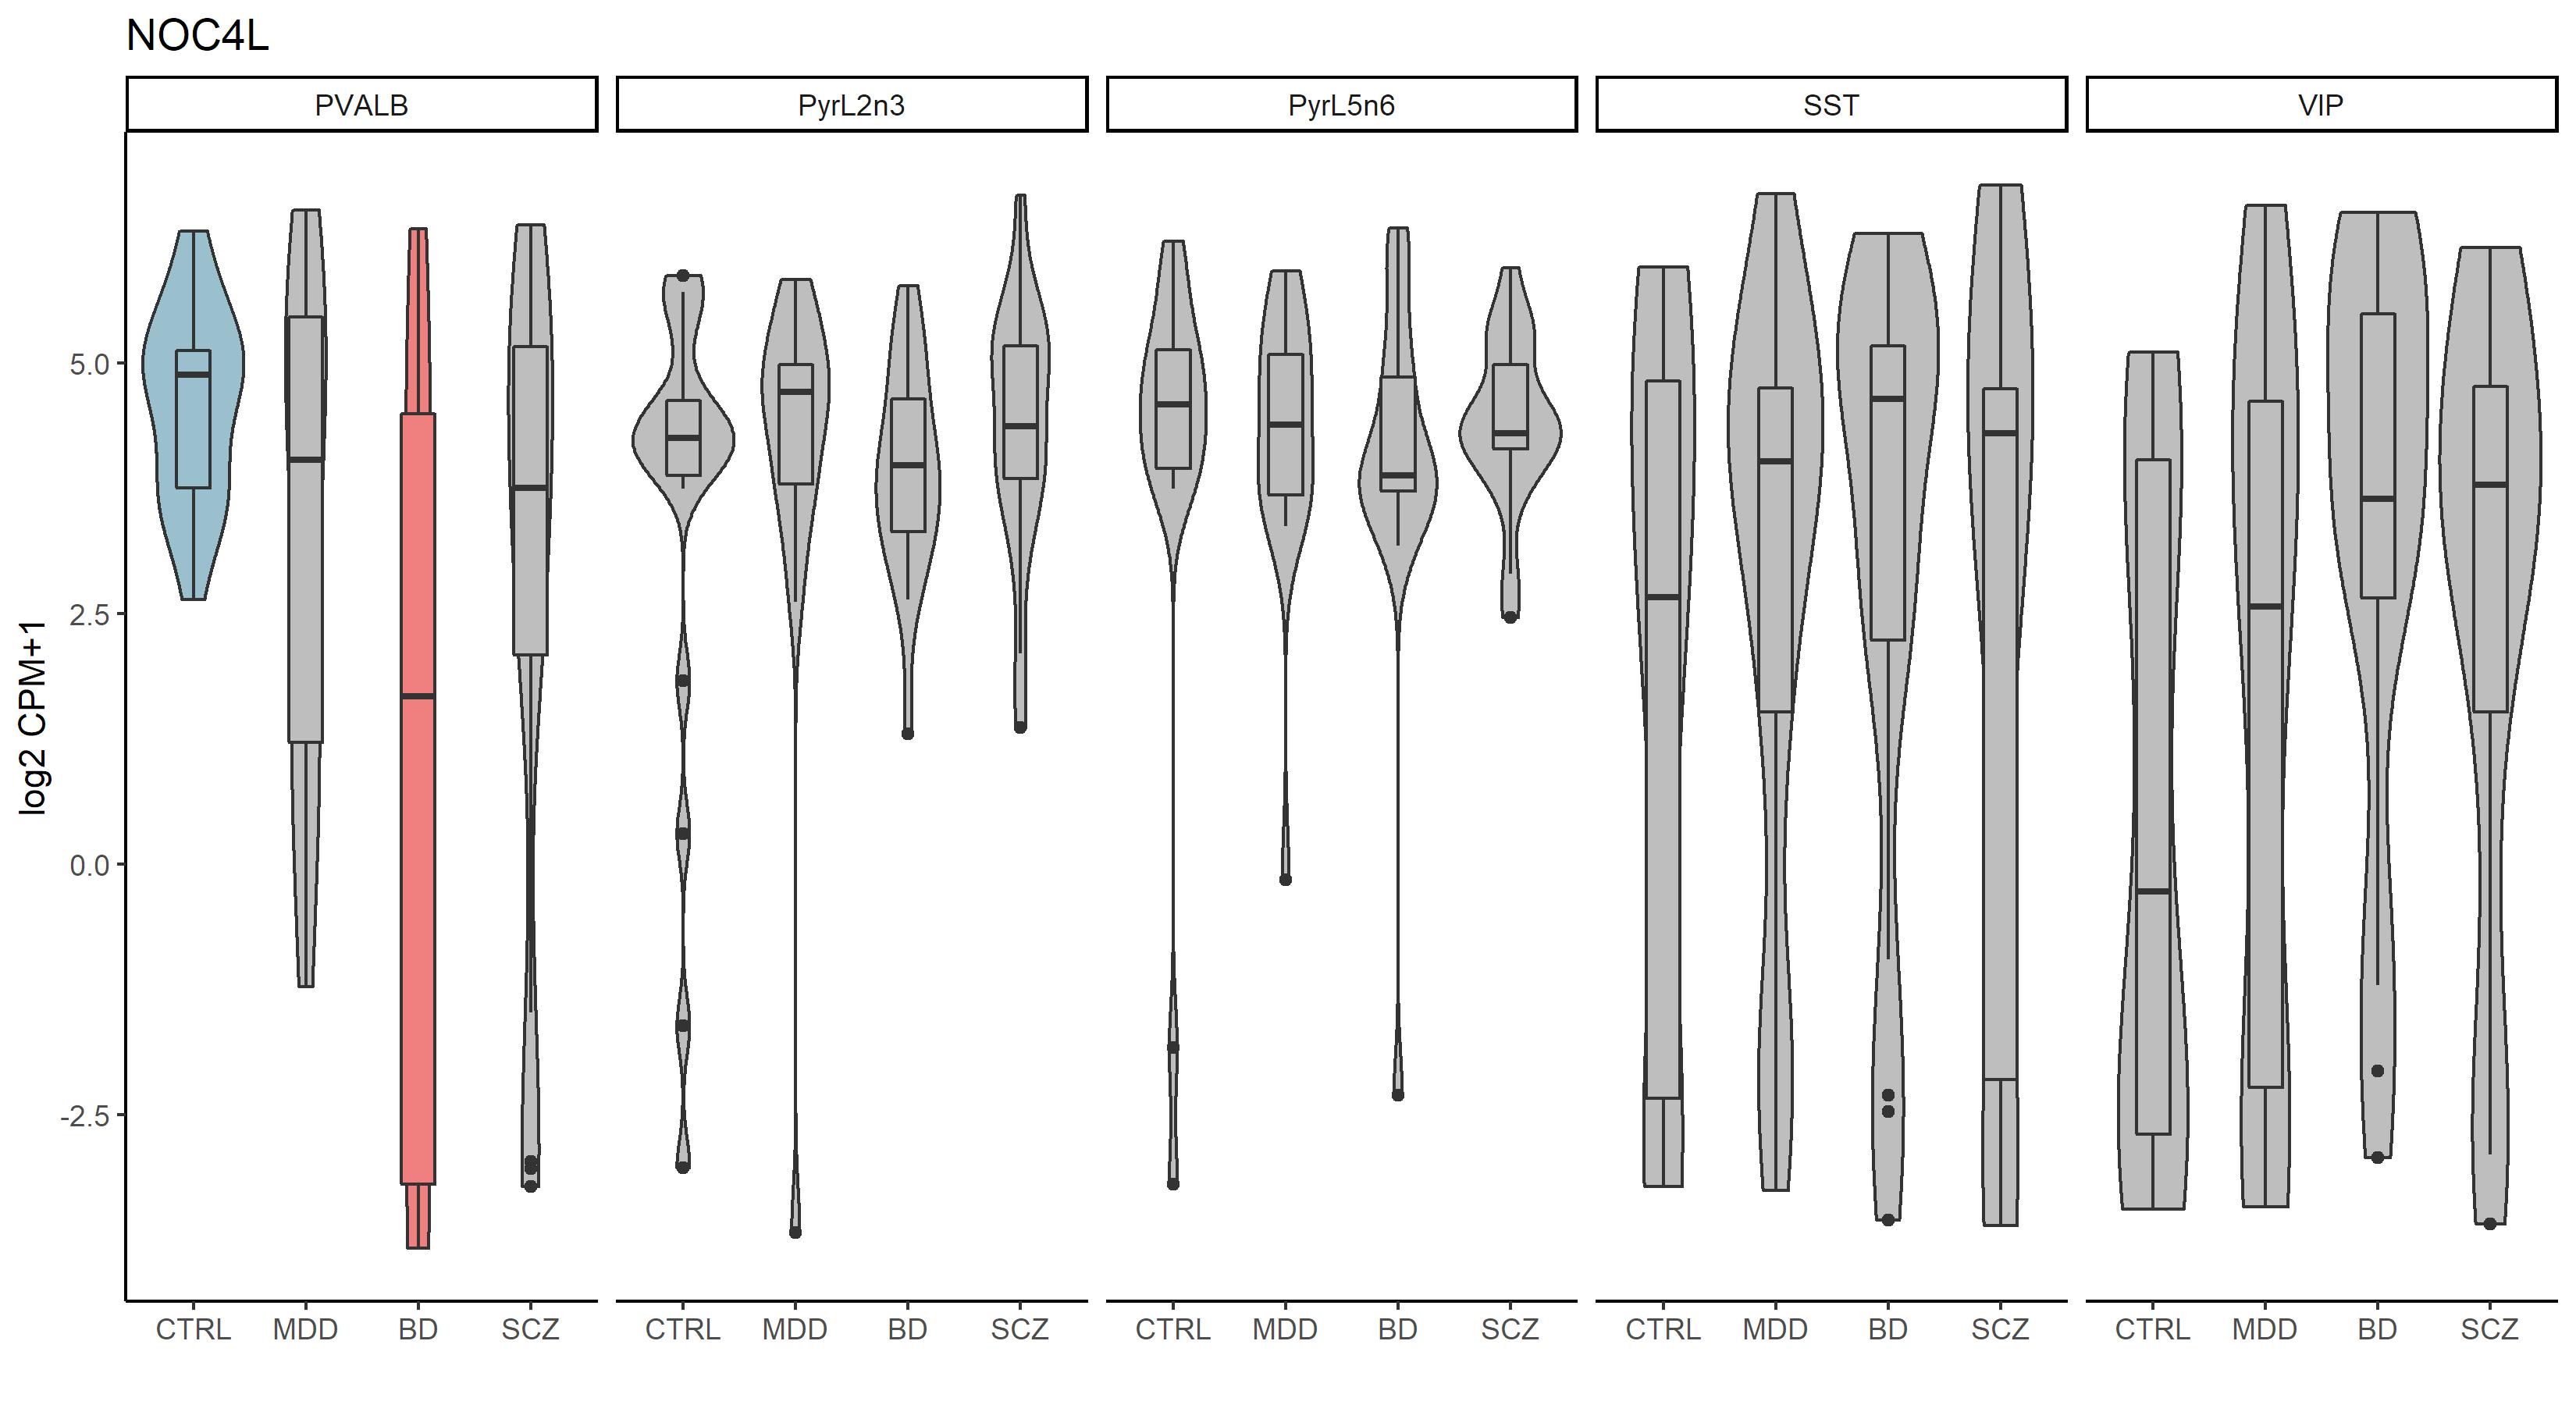 NOC4L
PVALB PyrL2n3 PyrL5n6 SST VIP
log2 CPM+1
5.0
2.5
0.0
-2.5
CTRL MDD BD SCZ CTRL MDD BD SCZ CTRL MDD BD SCZ CTRL MDD BD SCZ CTRL MDD BD SCZ